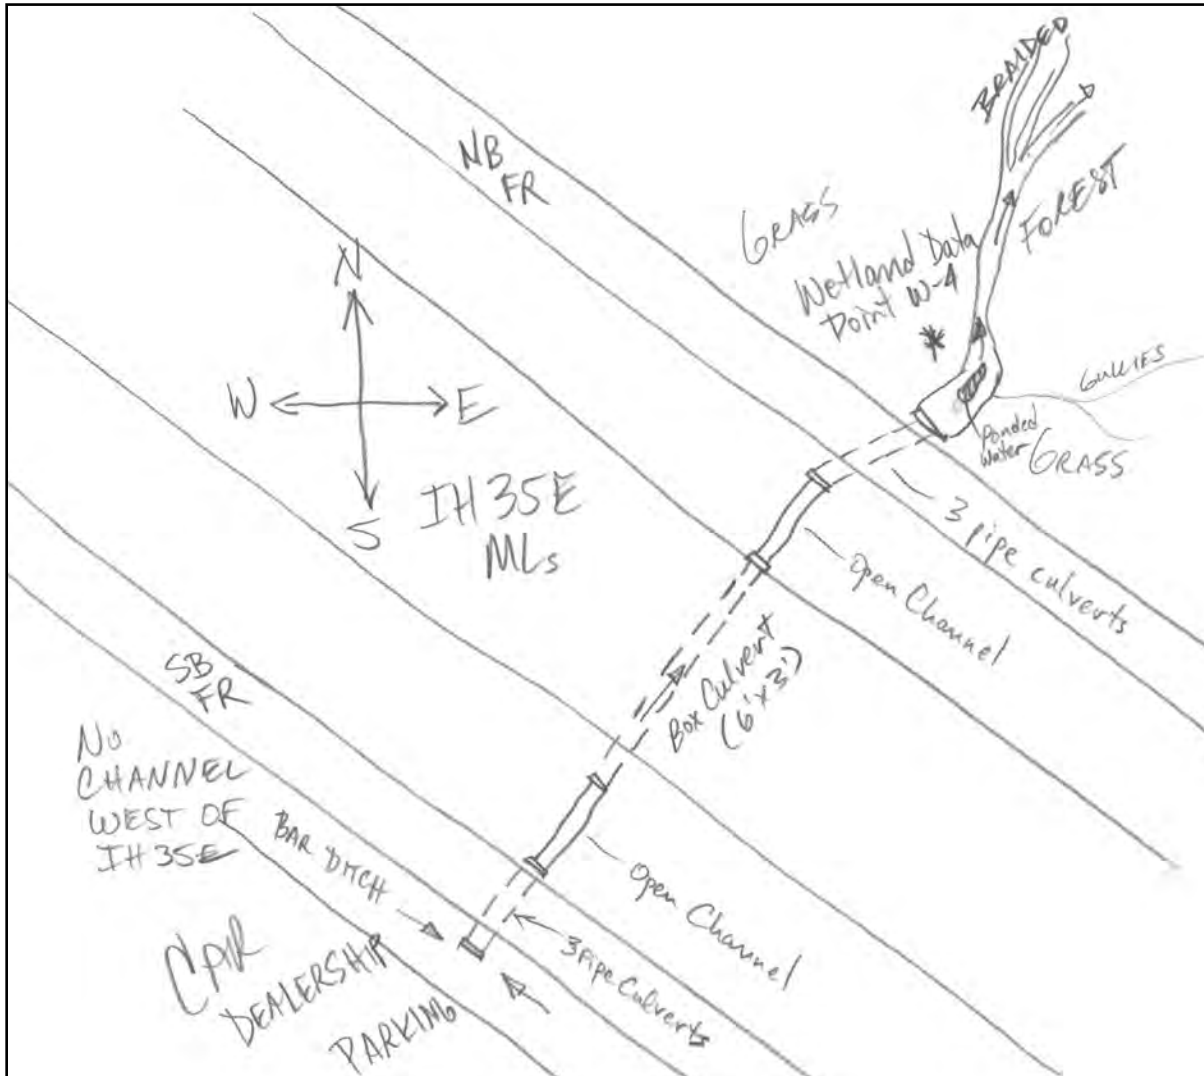 BRAIDED
NB
FR
GRASS
FOREST
Wetland Data
Point W-4
N
W
E
S
GULLIES
Ponded
Water
GRASS
IH 35E
MLs
3 pipe culverts
Open Channel
Box Culvert
(6'x3')
SB
FR
No
CHANNEL
WEST OF
IH 35E
BAR DITCH
Open Channel
3 Pipe Culverts
DEALERSHIP
PARKING